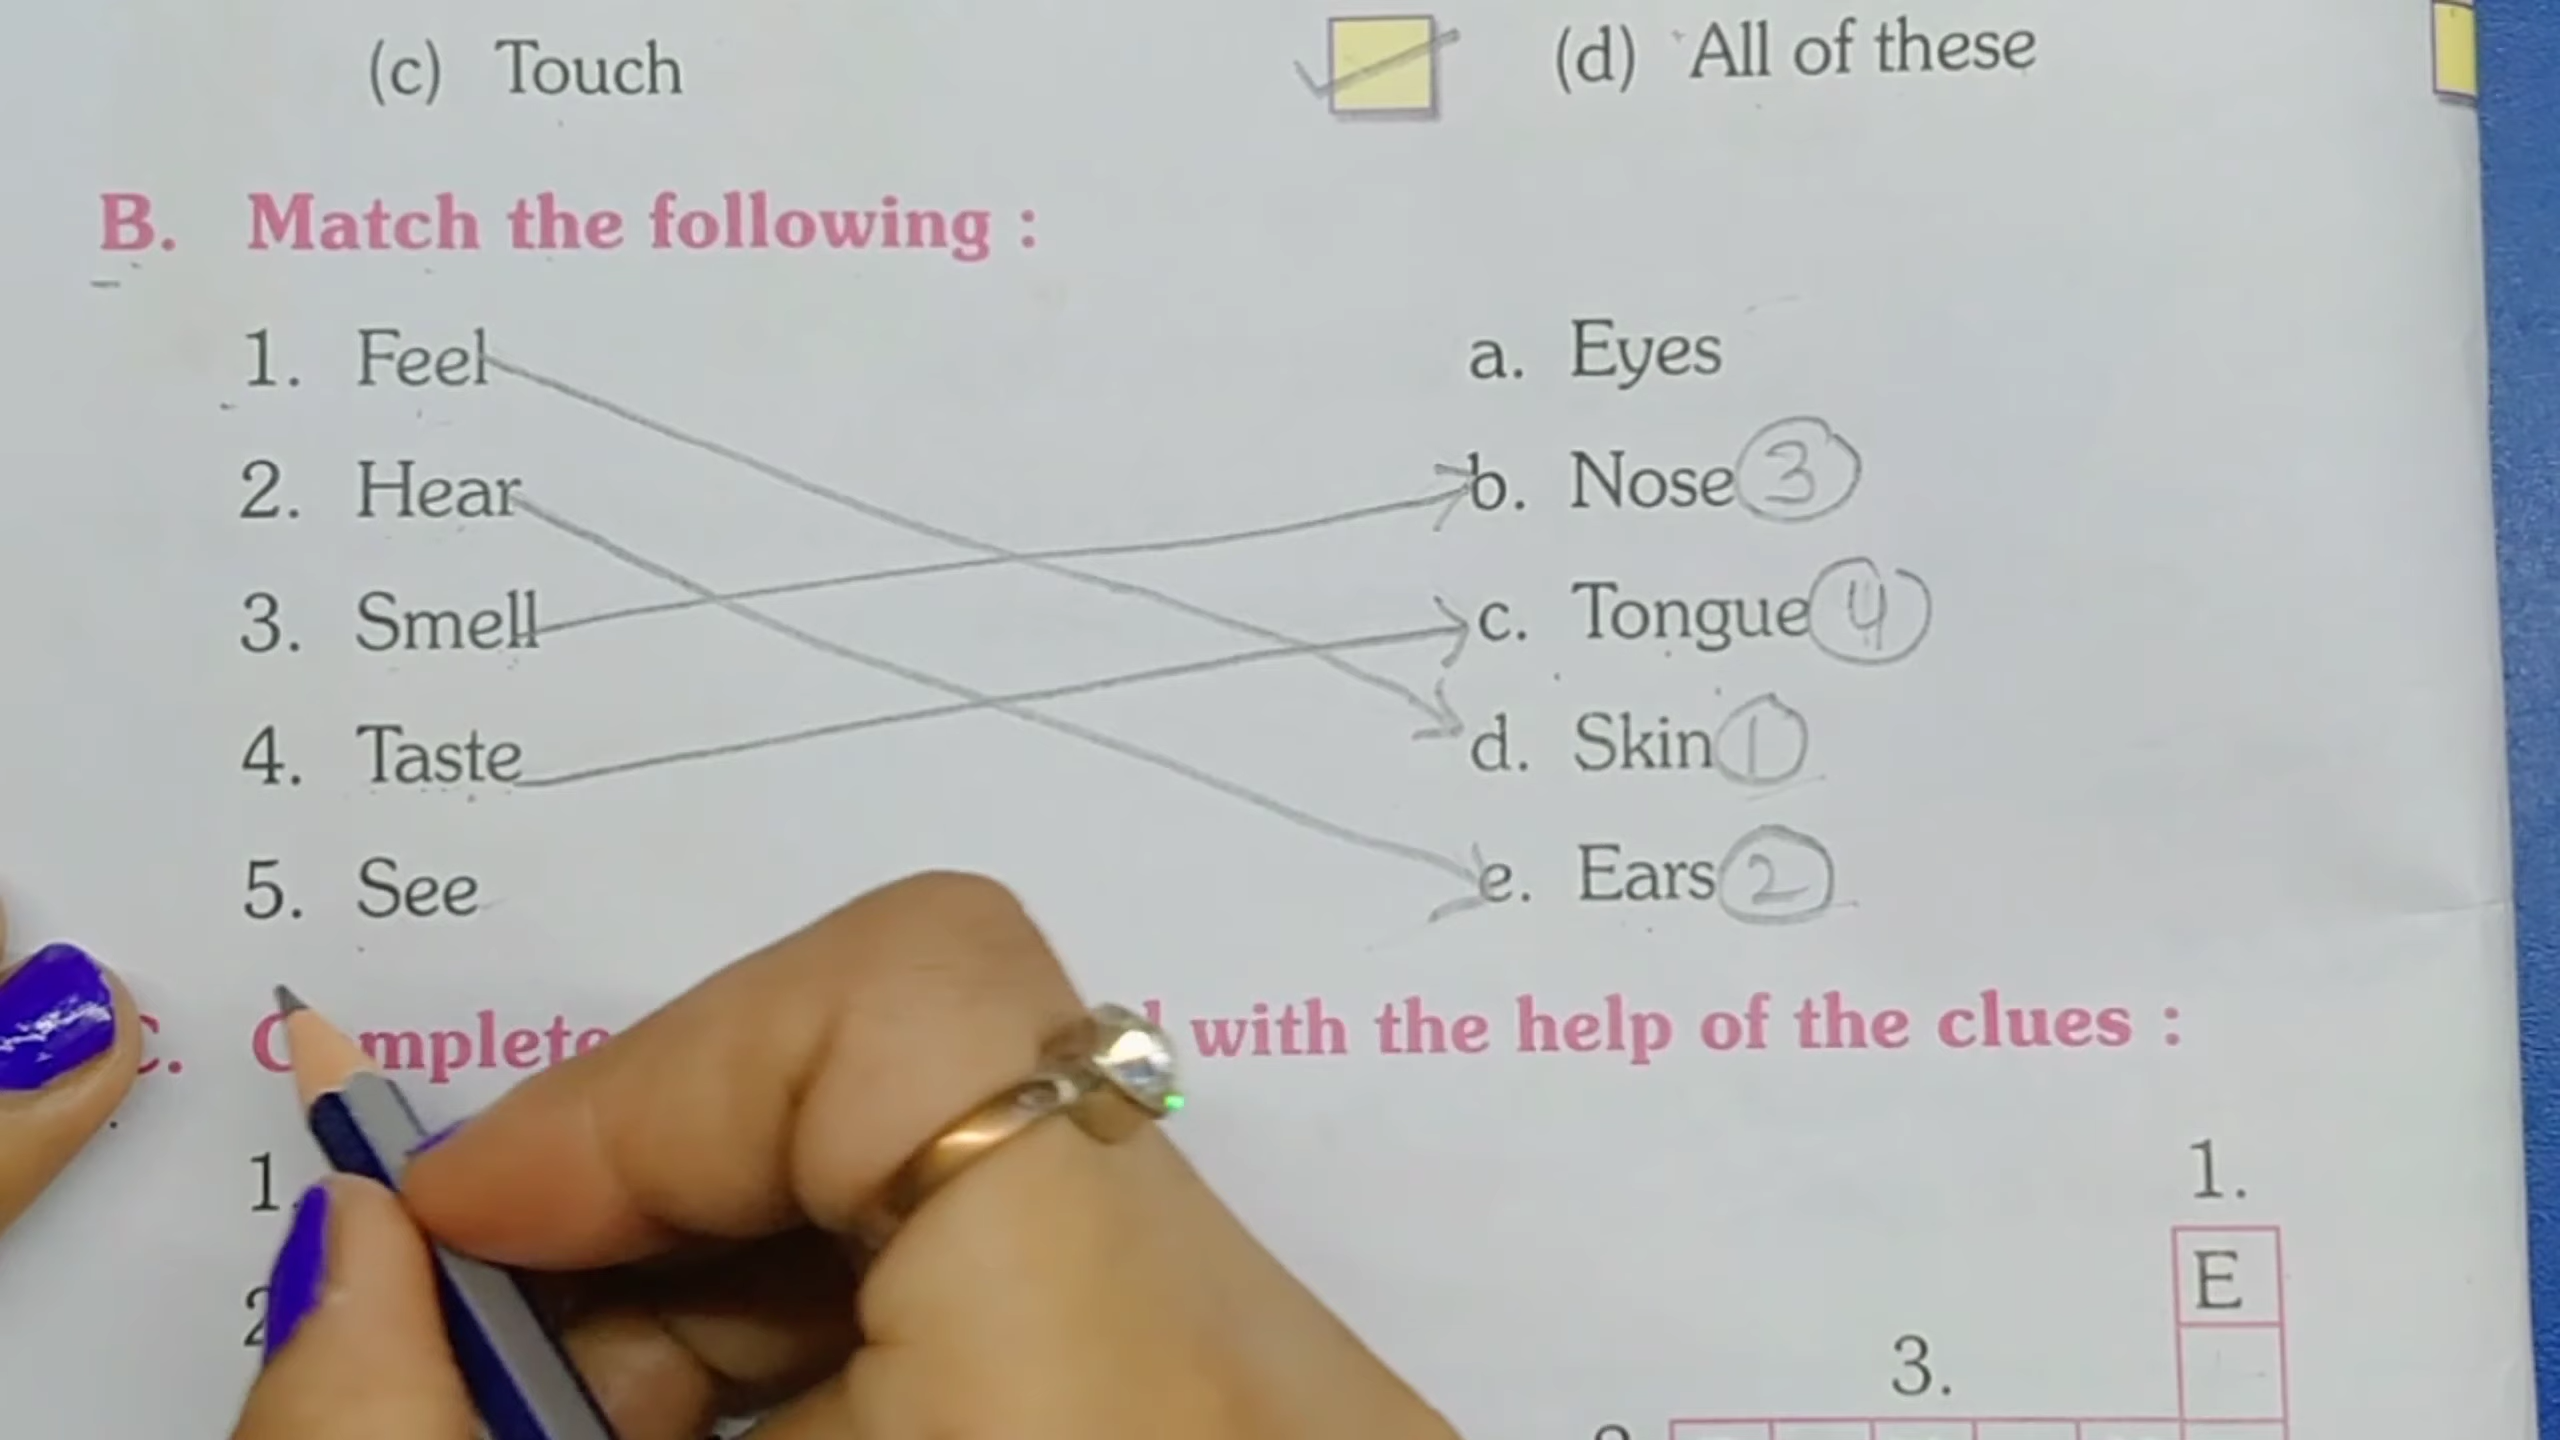 (c) Touch (d) All of these
B. Match the following :
1. Feel a. Eyes
2. Hear b. Nose 3
3. Smell c. Tongue 4
4. Taste d. Skin 1
5. See e. Ears 2
C. with the help of the clues :
1. 1.
E
3.